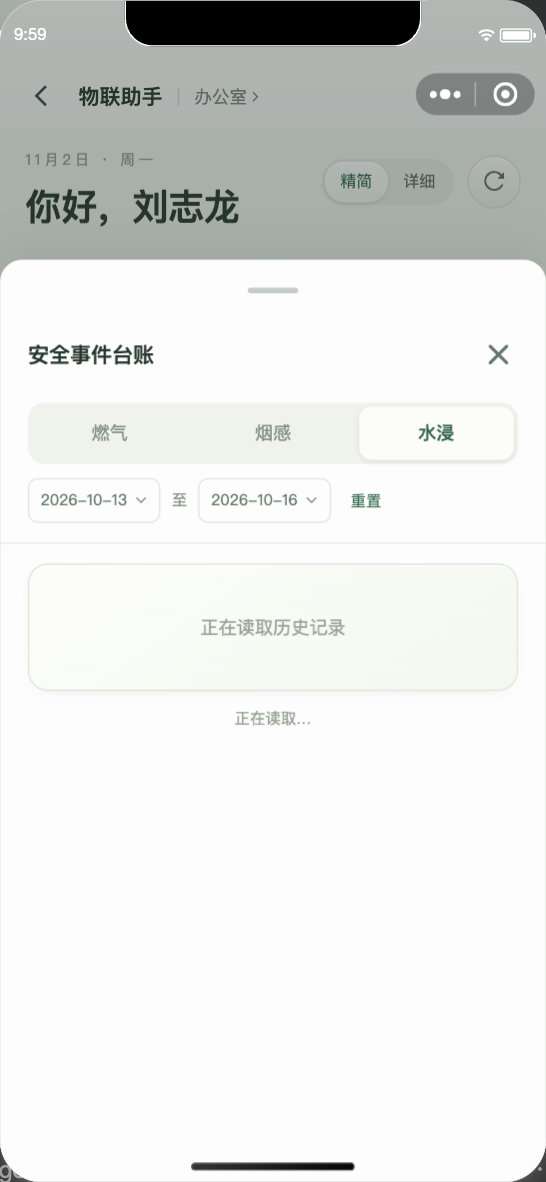 9:59
物联助手 办公室
11月2日 · 周一
你好，刘志龙
精简 详细
安全事件台账
燃气 烟感 水浸
2026-10-13 至 2026-10-16 重置
正在读取历史记录
正在读取...